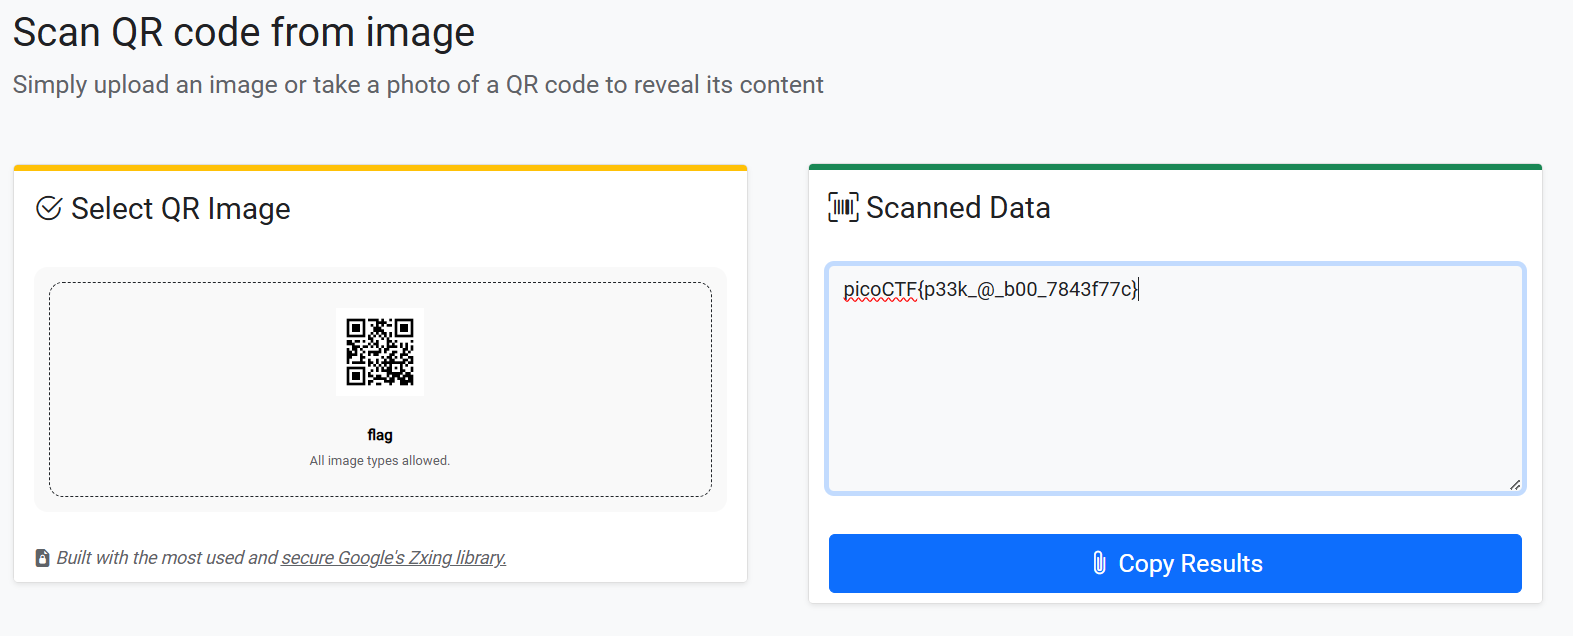 Scan QR code from image
Simply upload an image or take a photo of a QR code to reveal its content
Select QR Image
flag
All image types allowed.
Built with the most used and secure Google's Zxing library.
Scanned Data
picoCTF{p33k_@_b00_7843f77c}
Copy Results